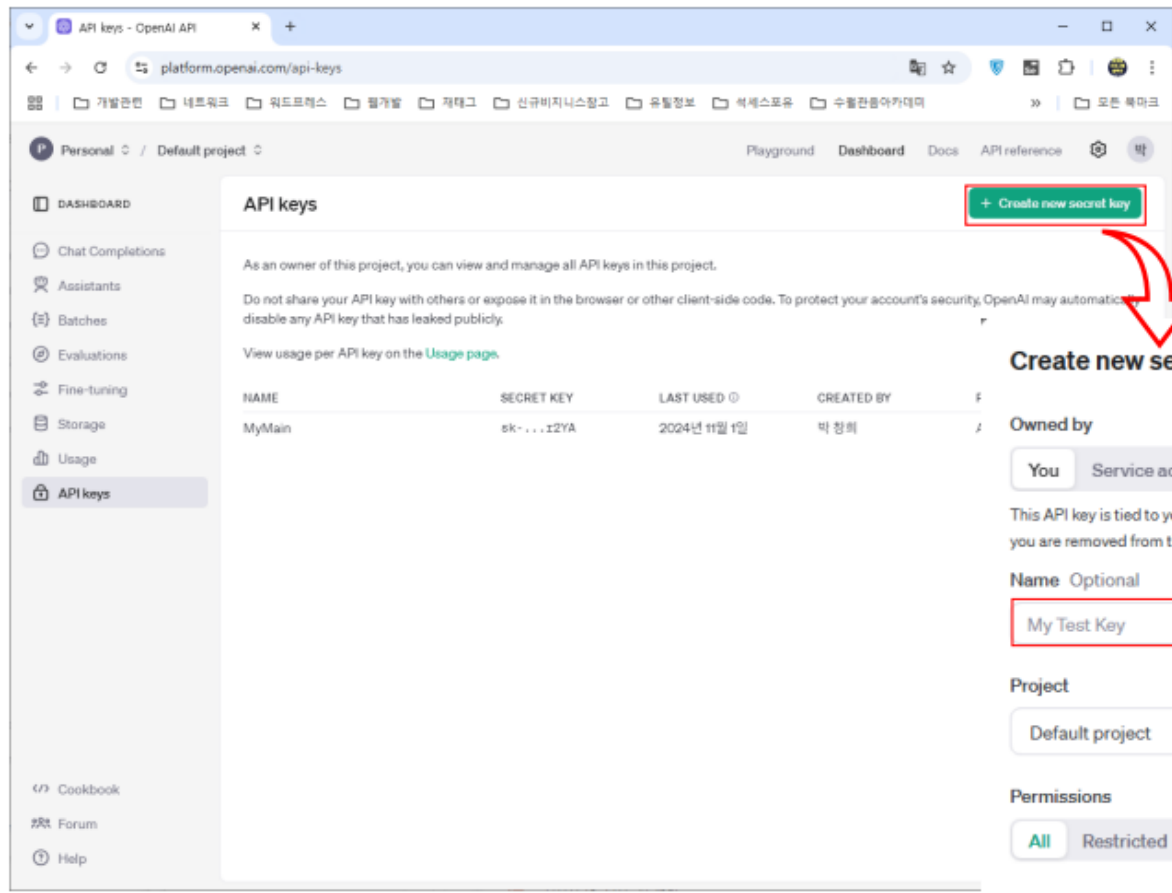 API keys - OpenAI API
platform.openai.com/api-keys
개발관련 네트워크 워드프레스 웹개발 재태그 신규비지니스참고 유틸정보 석세스포유 수월관음아카데미 » 모든 북마크
P Personal / Default project Playground Dashboard Docs API reference 박
DASHBOARD
Chat Completions
Assistants
Batches
Evaluations
Fine-tuning
Storage
Usage
API keys
Cookbook
Forum
Help
API keys
+ Create new secret key
As an owner of this project, you can view and manage all API keys in this project.
Do not share your API key with others or expose it in the browser or other client-side code. To protect your account's security, OpenAI may automatically
disable any API key that has leaked publicly.
View usage per API key on the Usage page.
NAME SECRET KEY LAST USED CREATED BY
MyMain sk-...r2YA 2024년 11월 1일 박 창희
Create new se
Owned by
You Service ac
This API key is tied to y
you are removed from t
Name Optional
My Test Key
Project
Default project
Permissions
All Restricted